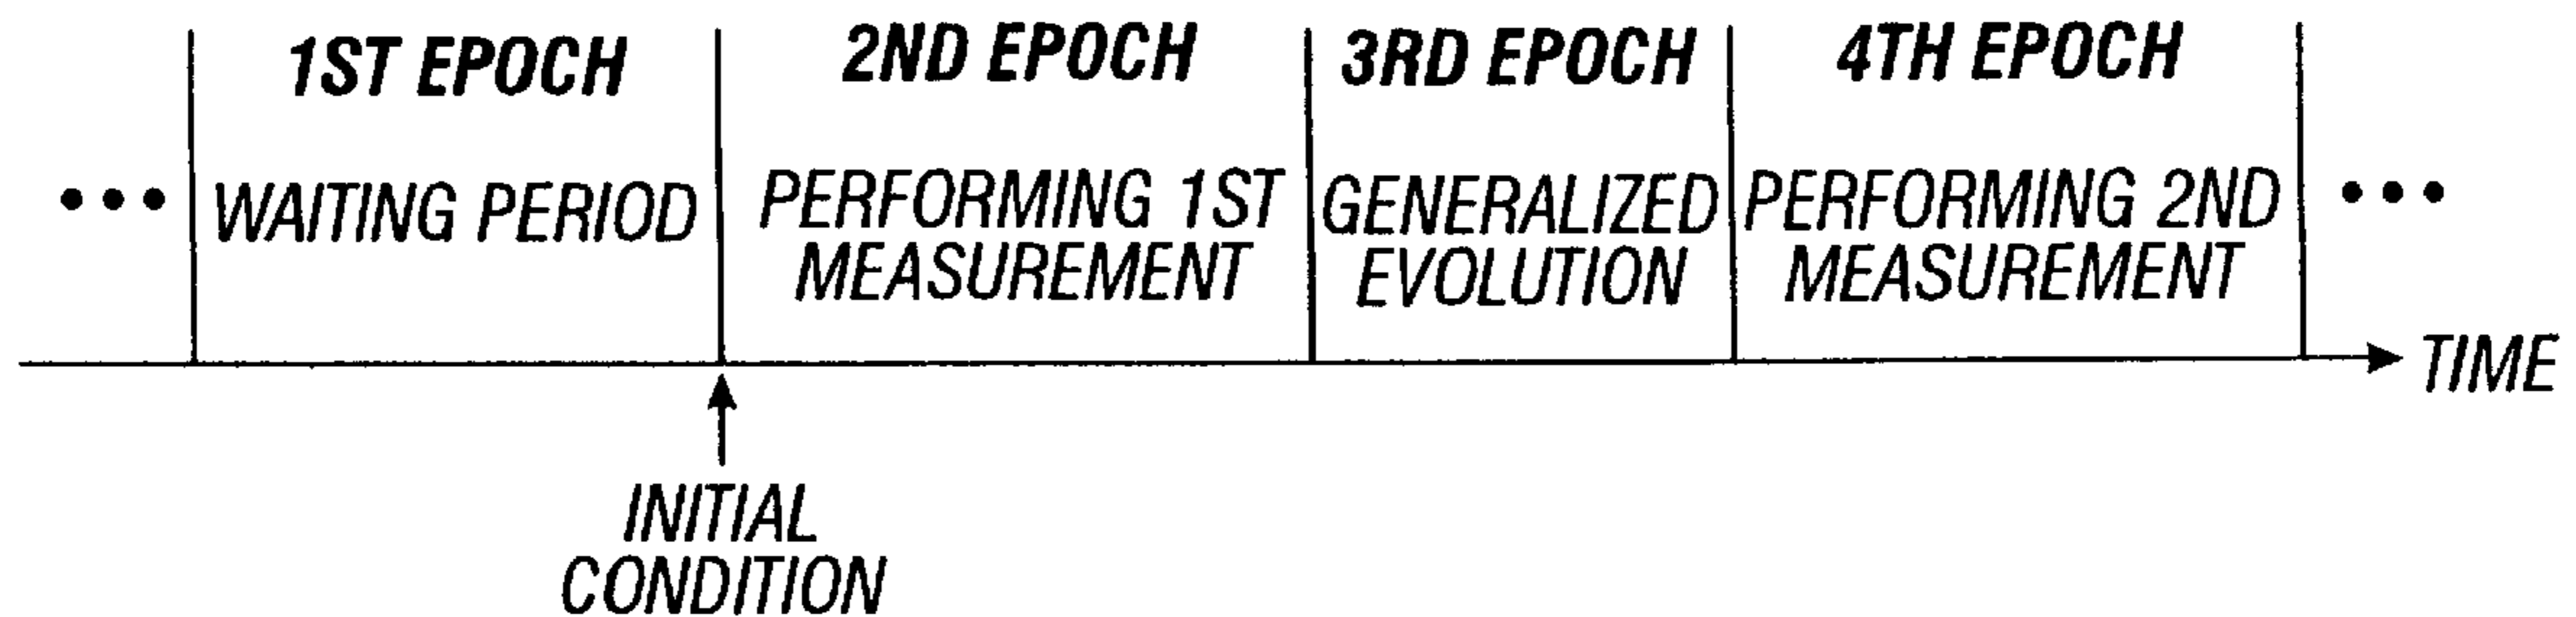 1ST EPOCH
2ND EPOCH
3RD EPOCH
4TH EPOCH
••• WAITING PERIOD
PERFORMING 1ST
MEASUREMENT
GENERALIZED
EVOLUTION
PERFORMING 2ND
MEASUREMENT
•••
TIME
INITIAL
CONDITION